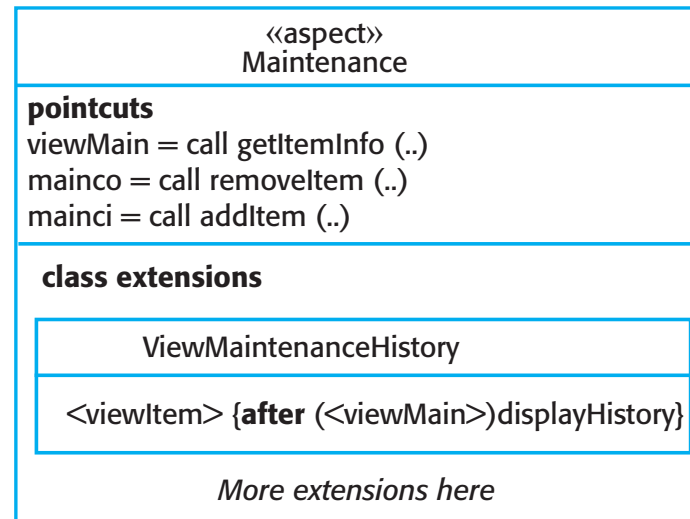 «aspect»
Maintenance
pointcuts
viewMain = call getItemInfo (..)
mainco = call removeItem (..)
mainci = call addItem (..)
class extensions
ViewMaintenanceHistory
<viewItem> {after (<viewMain>)displayHistory}
More extensions here